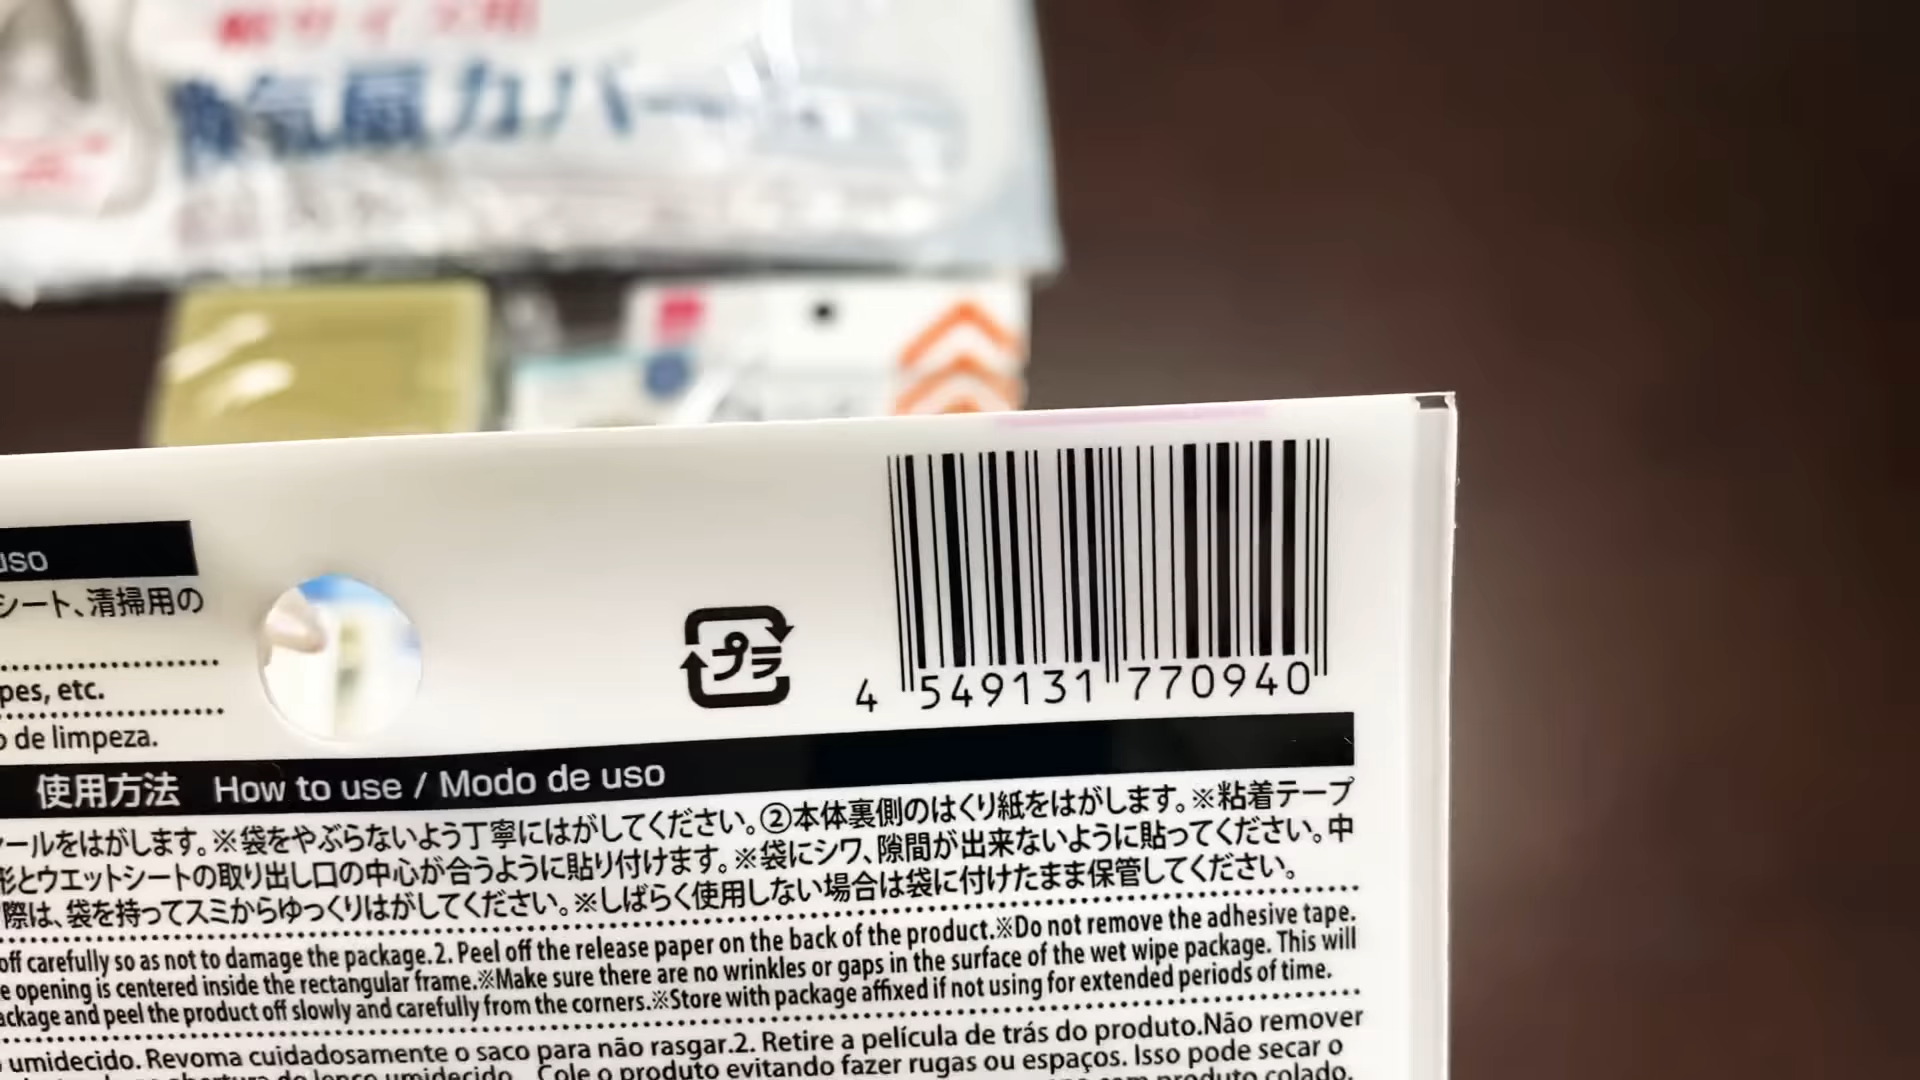 気扇カバー
uso
シート、清掃用の
pes, etc.
de limpeza.
プラ
4 549131 770940
使用方法 How to use / Modo de uso
ールをはがします。※袋をやぶらないよう丁寧にはがしてください。②本体裏側のはくり紙をはがします。※粘着テープ
形とウエットシートの取り出し口の中心が合うように貼り付けます。※袋にシワ、隙間が出来ないように貼ってください。中
際は、袋を持ってスミからゆっくりはがしてください。※しばらく使用しない場合は袋に付けたまま保管してください。
off carefully so as not to damage the package.2. Peel off the release paper on the back of the product.※Do not remove the adhesive tape.
e opening is centered inside the rectangular frame.※Make sure there are no wrinkles or gaps in the surface of the wet wipe package. This will
ackage and peel the product off slowly and carefully from the corners.※Store with package affixed if not using for extended periods of time.
umidecido. Revoma cuidadosamente o saco para não rasgar.2. Retire a película de trás do produto.Não remover
Cole o produto evitando fazer rugas ou espaços. Isso pode secar o
produto colado.